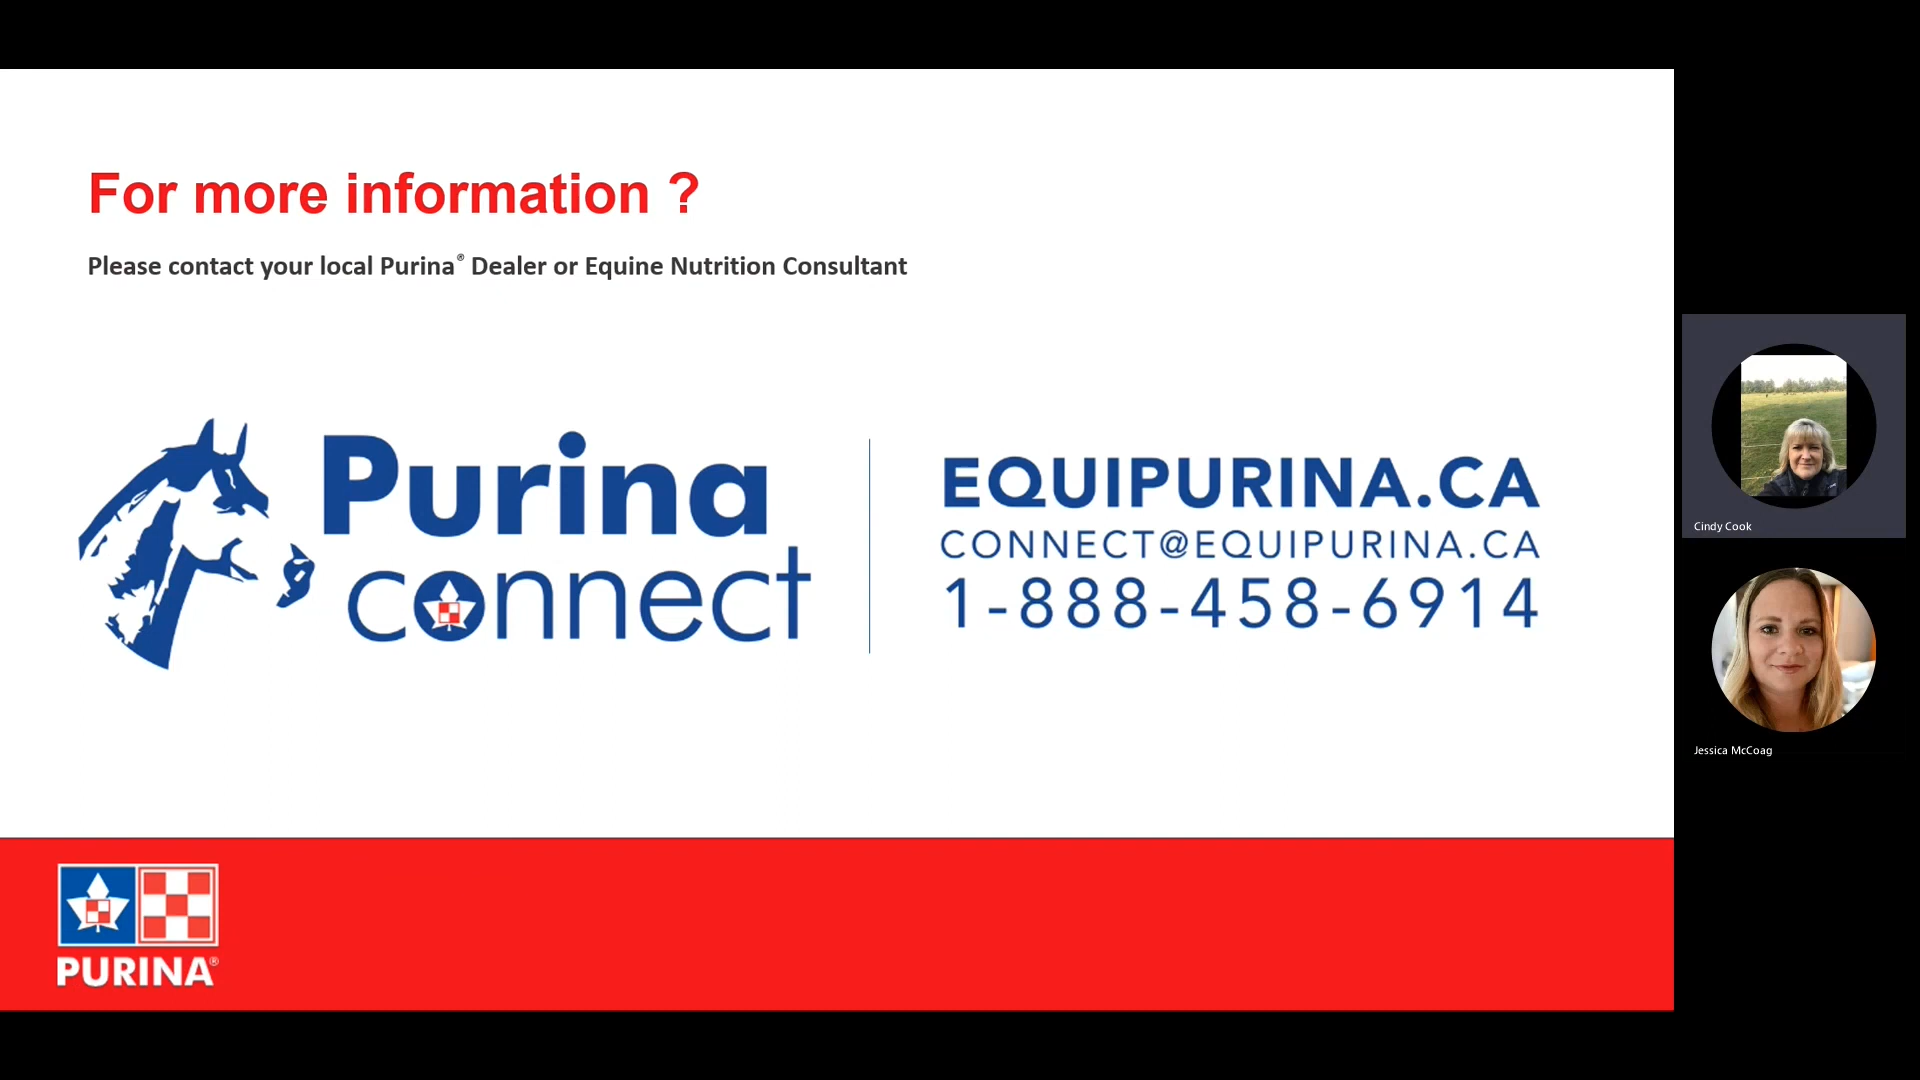 For more information ?
Please contact your local Purina® Dealer or Equine Nutrition Consultant
Purina
connect
EQUIPURINA.CA
CONNECT@EQUIPURINA.CA
1-888-458-6914
PURINA®
Cindy Cook
Jessica McCoag